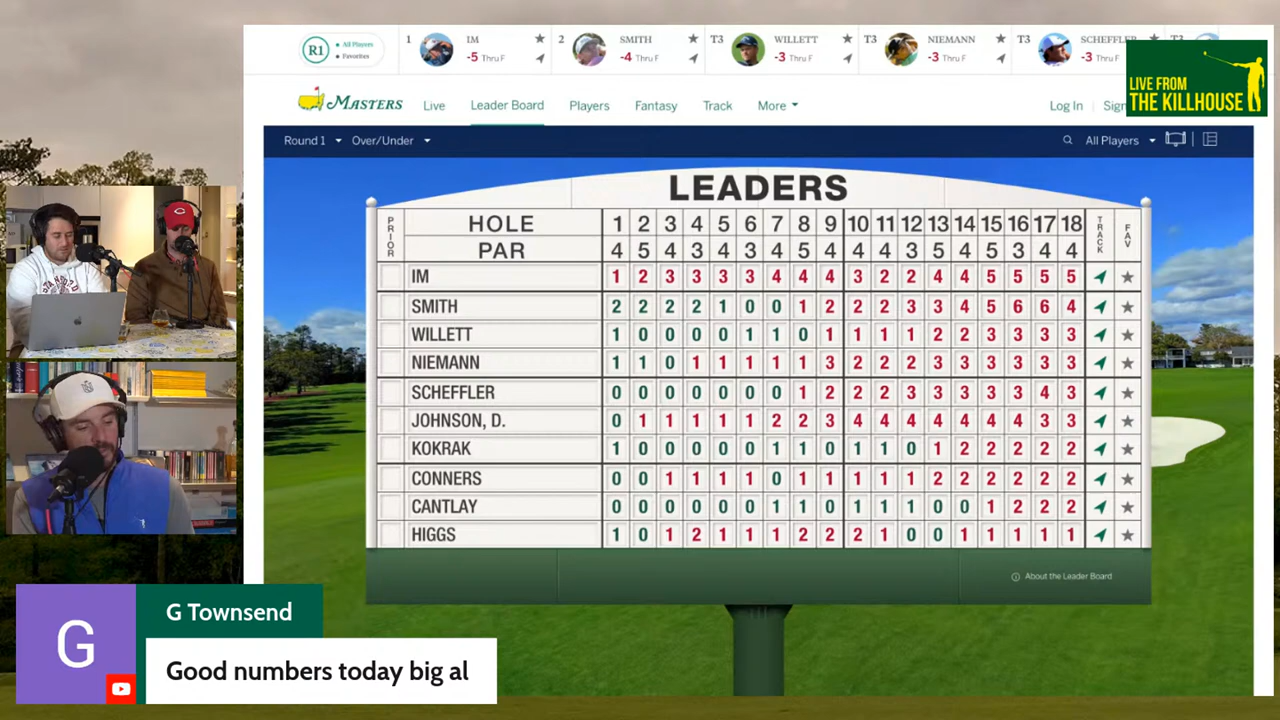 R1
All Players
Favorites
1 IM -5 Thru F
2 SMITH -4 Thru F
T3 WILLETT -3 Thru F
T3 NIEMANN -3 Thru F
T3 SCHEFFLER -3 Thru F
LIVE FROM
THE KILLHOUSE
MASTERS Live Leader Board Players Fantasy Track More Log In Sign
Round 1 Over/Under All Players
LEADERS
PRIOR HOLE 1 2 3 4 5 6 7 8 9 10 11 12 13 14 15 16 17 18 TRACK FAV
PAR 4 5 4 3 4 3 4 5 4 4 4 3 5 4 5 3 4 4
IM 1 2 3 3 3 3 4 4 4 3 2 2 4 4 5 5 5 5
SMITH 2 2 2 2 1 0 0 1 2 2 2 3 3 4 5 6 6 4
WILLETT 1 0 0 0 0 1 1 0 1 1 1 1 2 2 3 3 3 3
NIEMANN 1 1 0 1 1 1 1 1 3 2 2 2 3 3 3 3 3 3
SCHEFFLER 0 0 0 0 0 0 0 1 2 2 2 3 3 3 3 3 4 3
JOHNSON, D. 0 1 1 1 1 1 2 2 3 4 4 4 4 4 4 4 3 3
KOKRAK 1 0 0 0 0 0 1 1 0 1 1 0 1 2 2 2 2 2
CONNERS 0 0 1 1 1 1 0 1 1 1 1 1 2 2 2 2 2 2
CANTLAY 0 0 0 0 0 0 1 1 0 1 1 1 0 0 1 2 2 2
HIGGS 1 0 1 2 1 1 1 2 2 2 1 0 0 1 1 1 1 1
About the Leader Board
G
G Townsend
Good numbers today big al